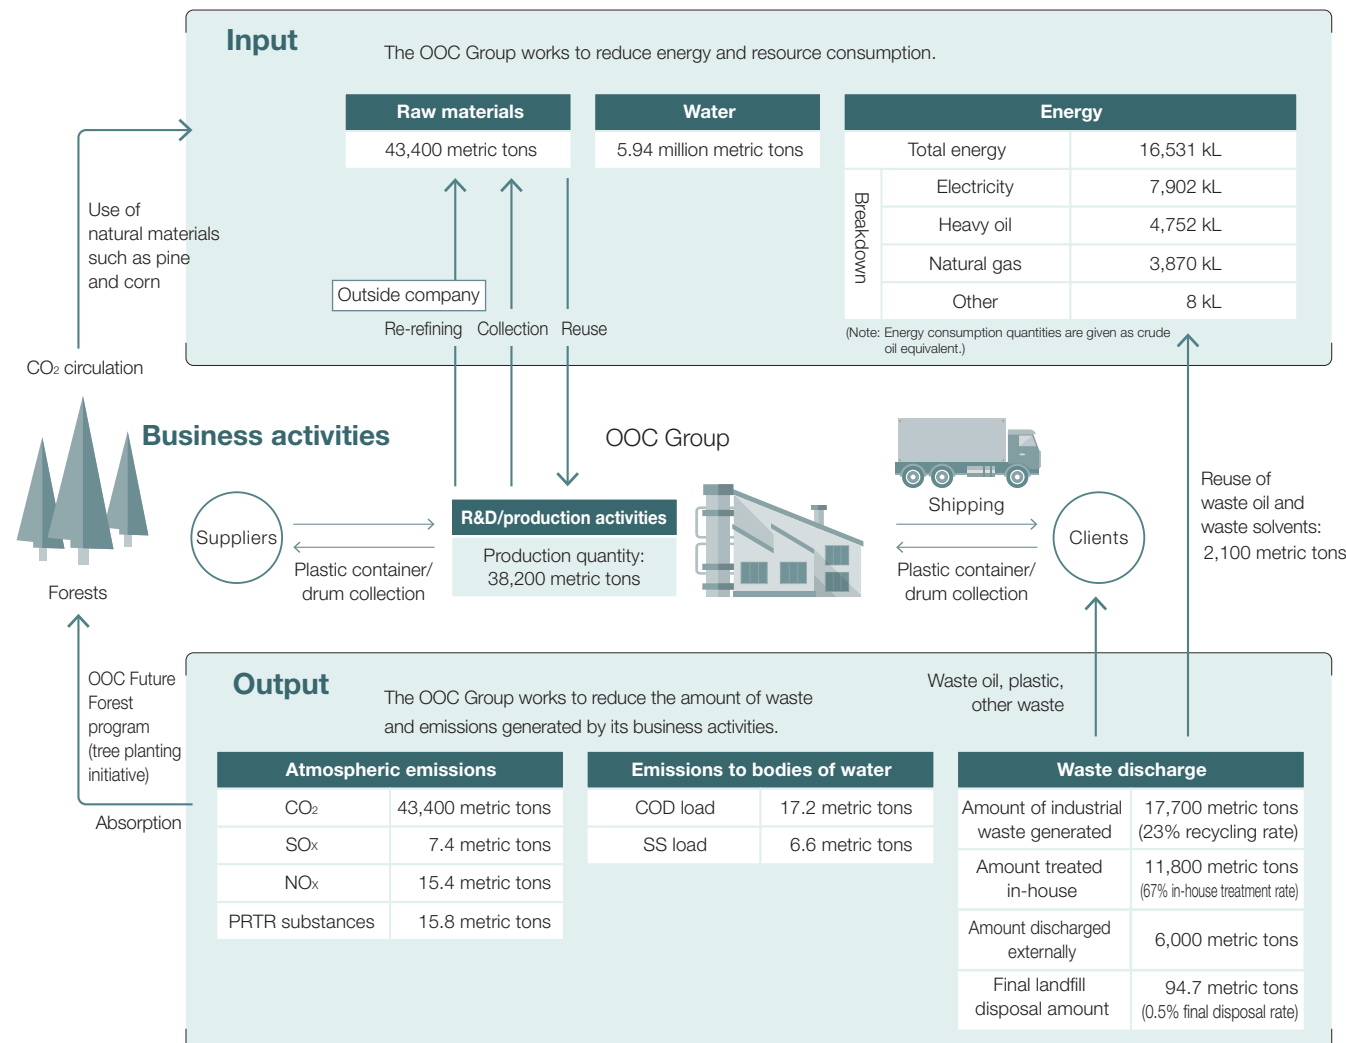 Input
The OOC Group works to reduce energy and resource consumption.
Raw materials
43,400 metric tons
Water
5.94 million metric tons
Energy
Total energy 16,531 kL
Breakdown
Electricity 7,902 kL
Heavy oil 4,752 kL
Natural gas 3,870 kL
Other 8 kL
(Note: Energy consumption quantities are given as crude
oil equivalent.)
Use of
natural materials
such as pine
and corn
Outside company
Re-refining Collection Reuse
CO₂ circulation
Business activities
OOC Group
Forests
Suppliers
Plastic container/
drum collection
R&D/production activities
Production quantity:
38,200 metric tons
Shipping
Plastic container/
drum collection
Clients
Reuse of
waste oil and
waste solvents:
2,100 metric tons
OOC Future
Forest
program
(tree planting
initiative)
Absorption
Output
The OOC Group works to reduce the amount of waste
and emissions generated by its business activities.
Waste oil, plastic,
other waste
Atmospheric emissions
CO₂ 43,400 metric tons
SOx 7.4 metric tons
NOx 15.4 metric tons
PRTR substances 15.8 metric tons
Emissions to bodies of water
COD load 17.2 metric tons
SS load 6.6 metric tons
Waste discharge
Amount of industrial 17,700 metric tons
waste generated (23% recycling rate)
Amount treated 11,800 metric tons
in-house (67% in-house treatment rate)
Amount discharged
externally 6,000 metric tons
Final landfill 94.7 metric tons
disposal amount (0.5% final disposal rate)